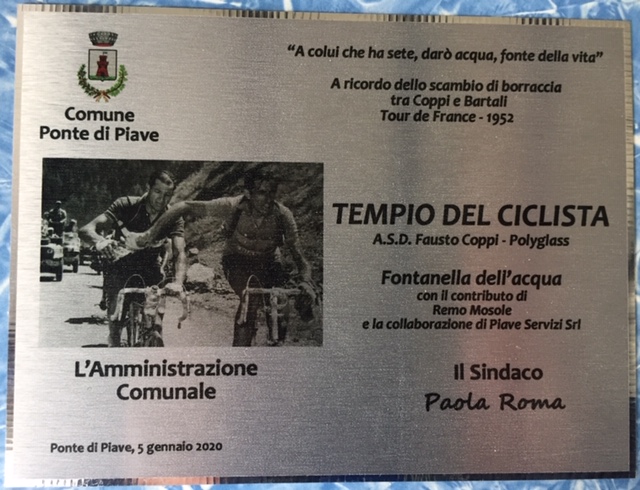 Comune
Ponte di Piave
“A colui che ha sete, darò acqua, fonte della vita”
A ricordo dello scambio di borraccia
tra Coppi e Bartali
Tour de France - 1952
TEMPIO DEL CICLISTA
A.S.D. Fausto Coppi - Polyglass
Fontanella dell'acqua
con il contributo di
Remo Mosole
e la collaborazione di Piave Servizi Srl
L'Amministrazione
Comunale
Il Sindaco
Paola Roma
Ponte di Piave, 5 gennaio 2020